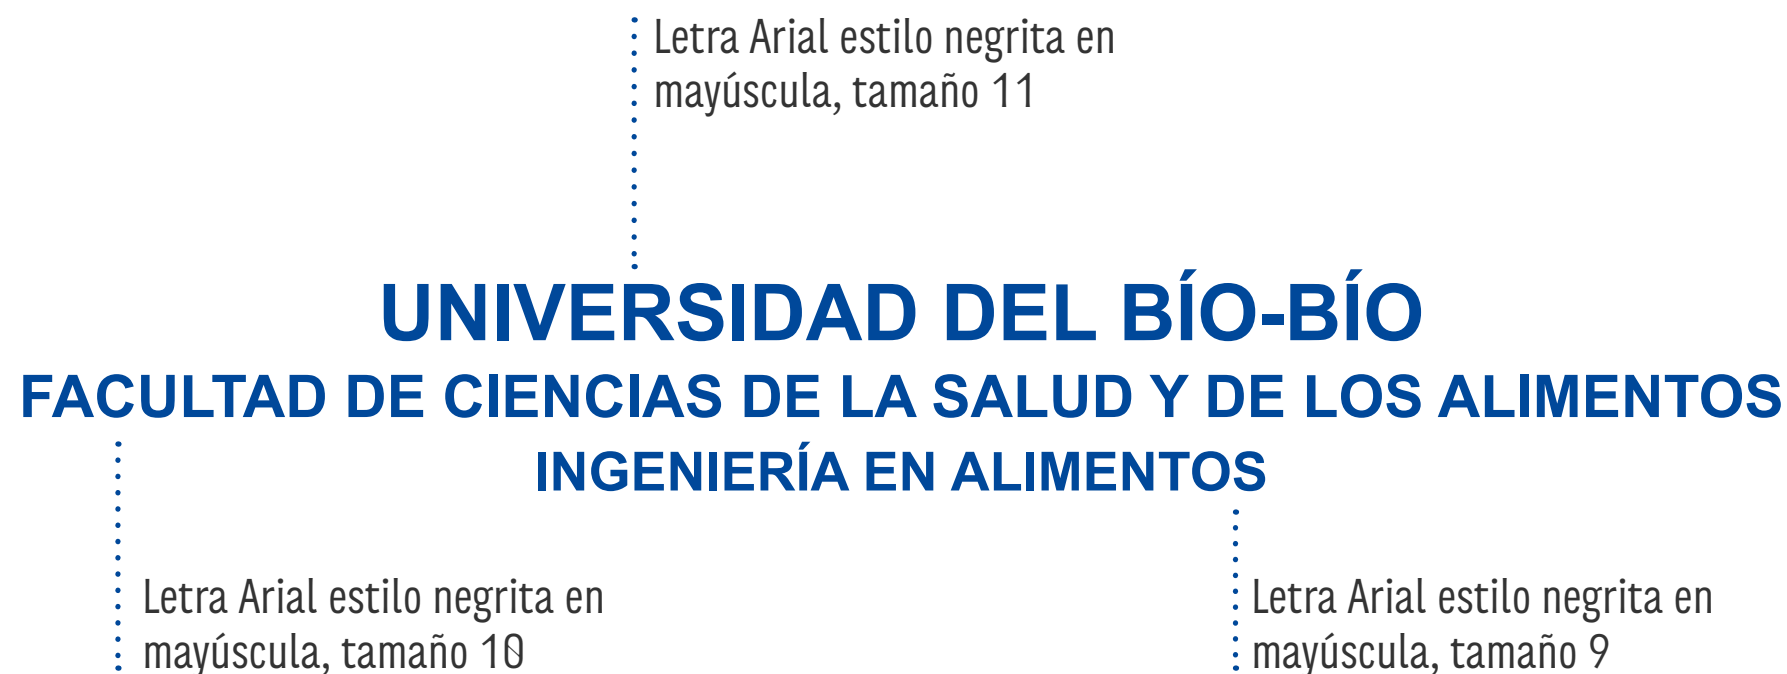 Letra Arial estilo negrita en
mayúscula, tamaño 11
UNIVERSIDAD DEL BÍO-BÍO
FACULTAD DE CIENCIAS DE LA SALUD Y DE LOS ALIMENTOS
INGENIERÍA EN ALIMENTOS
Letra Arial estilo negrita en
mayúscula, tamaño 10
Letra Arial estilo negrita en
mayúscula, tamaño 9